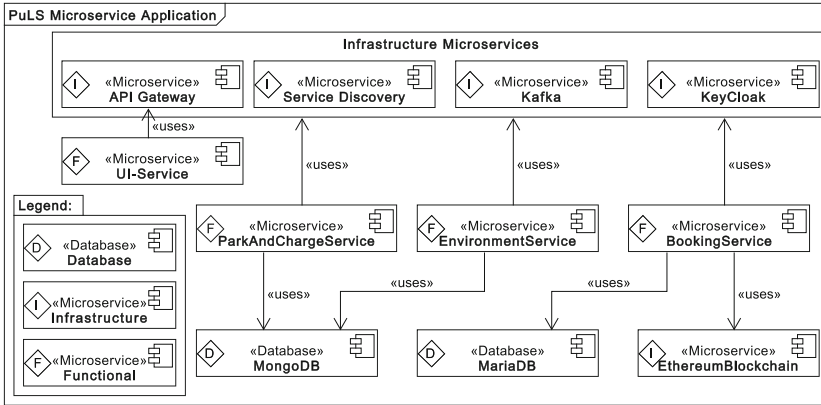 PuLS Microservice Application
Infrastructure Microservices
I «Microservice» API Gateway
I «Microservice» Service Discovery
I «Microservice» Kafka
I «Microservice» KeyCloak
«uses»
F «Microservice» UI-Service
«uses»
«uses»
«uses»
Legend:
D «Database» Database
I «Microservice» Infrastructure
F «Microservice» Functional
F «Microservice» ParkAndChargeService
F «Microservice» EnvironmentService
F «Microservice» BookingService
«uses»
«uses»
«uses»
«uses»
D «Database» MongoDB
D «Database» MariaDB
I «Microservice» EthereumBlockchain